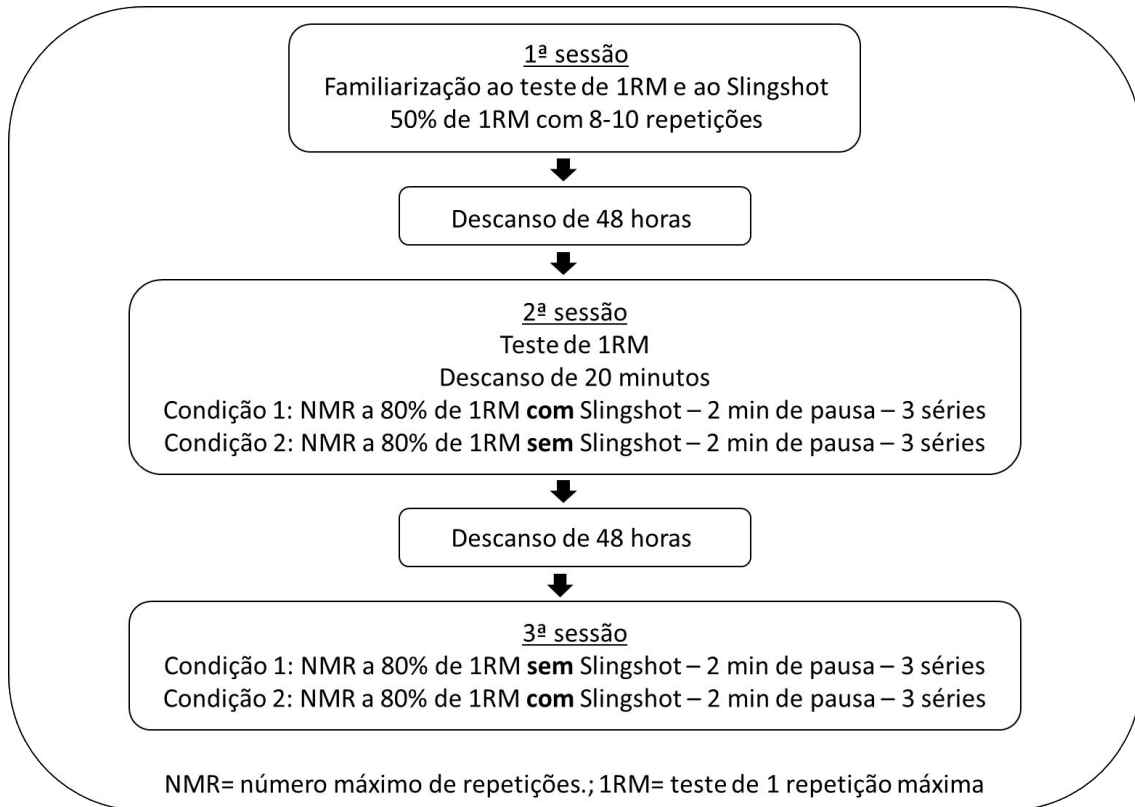 1ª sessão
Familiarização ao teste de 1RM e ao Slingshot
50% de 1RM com 8-10 repetições
Descanso de 48 horas
2ª sessão
Teste de 1RM
Descanso de 20 minutos
Condição 1: NMR a 80% de 1RM com Slingshot – 2 min de pausa – 3 séries
Condição 2: NMR a 80% de 1RM sem Slingshot – 2 min de pausa – 3 séries
Descanso de 48 horas
3ª sessão
Condição 1: NMR a 80% de 1RM sem Slingshot – 2 min de pausa – 3 séries
Condição 2: NMR a 80% de 1RM com Slingshot – 2 min de pausa – 3 séries
NMR= número máximo de repetições.; 1RM= teste de 1 repetição máxima